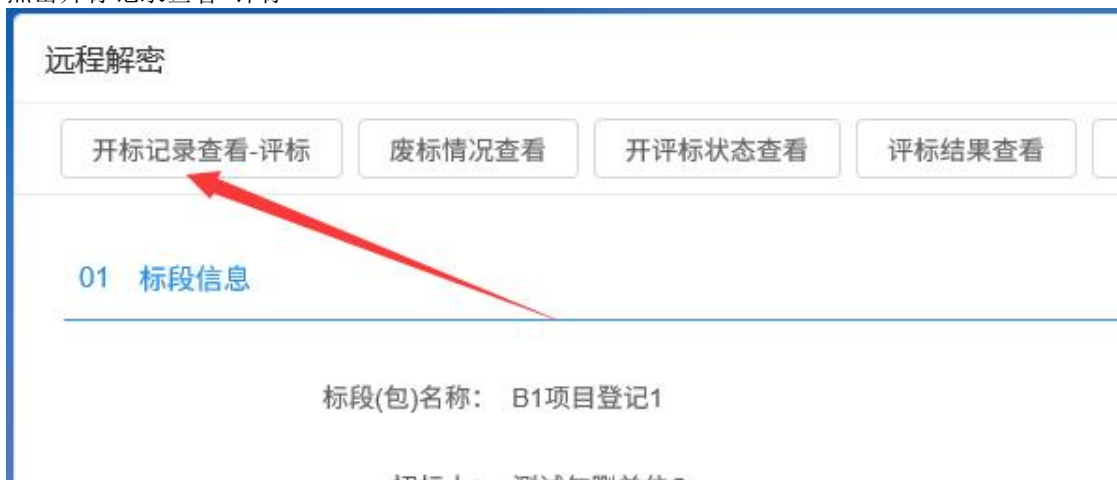 远程解密
开标记录查看-评标 废标情况查看 开评标状态查看 评标结果查看
01 标段信息
标段(包)名称: B1项目登记1